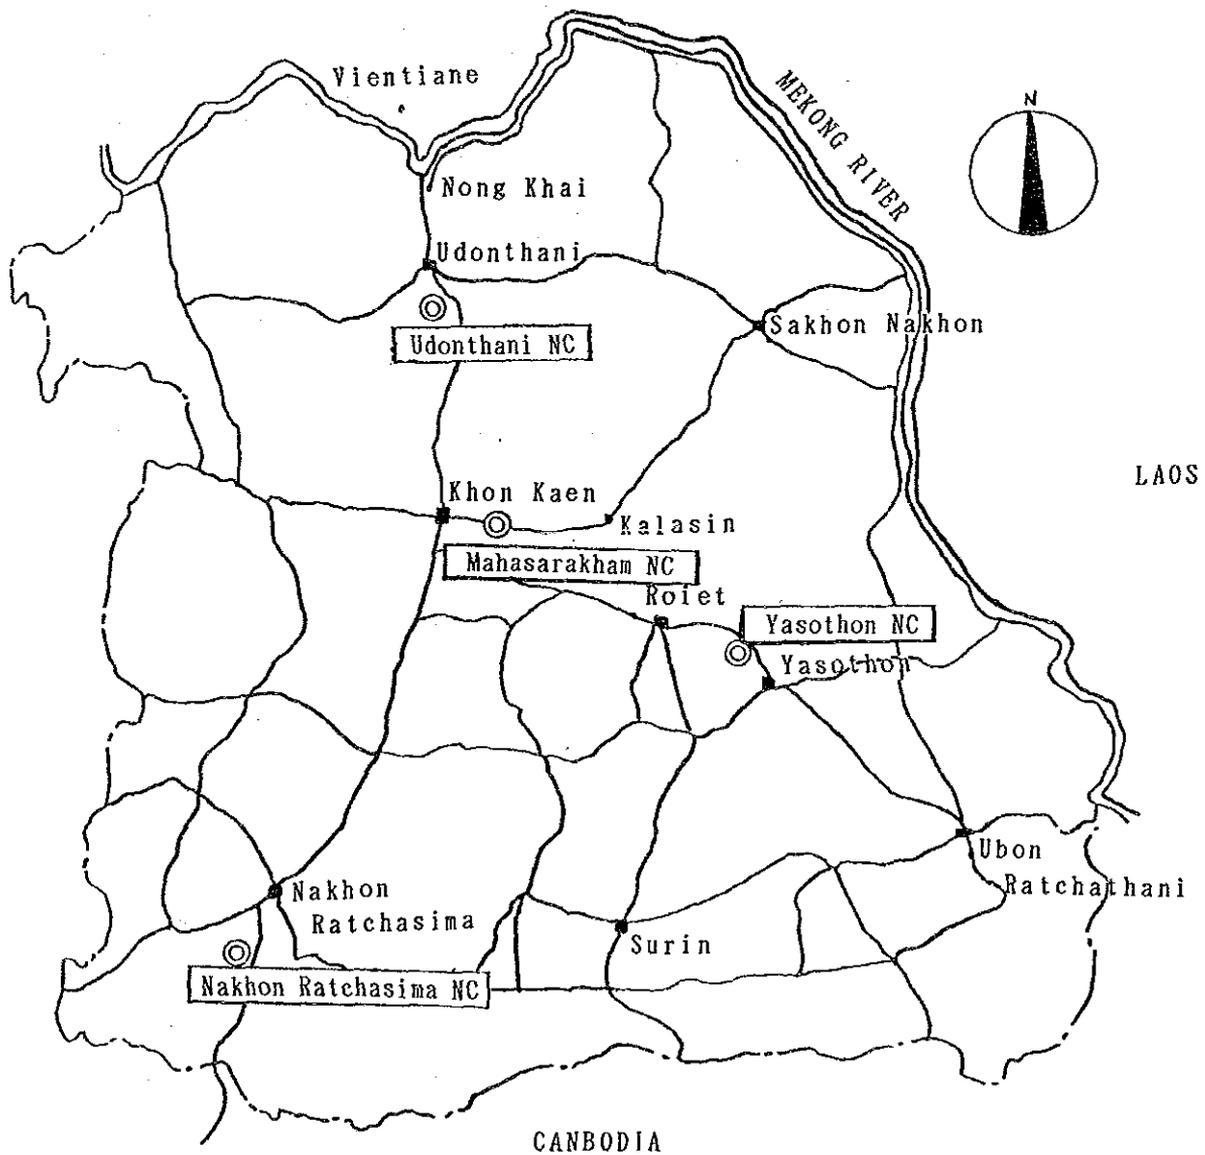 Vientiane
MEKONG RIVER
N
Nong Khai
Udonthani
Udonthani NC
Sakhon Nakhon
LAOS
Khon Kaen
Kalasin
Mahasarakham NC
Roiet
Yasothon NC
Yasothon
Ubon
Ratchathani
Nakhon
Ratchasima
Surin
Nakhon Ratchasima NC
CANBODIA